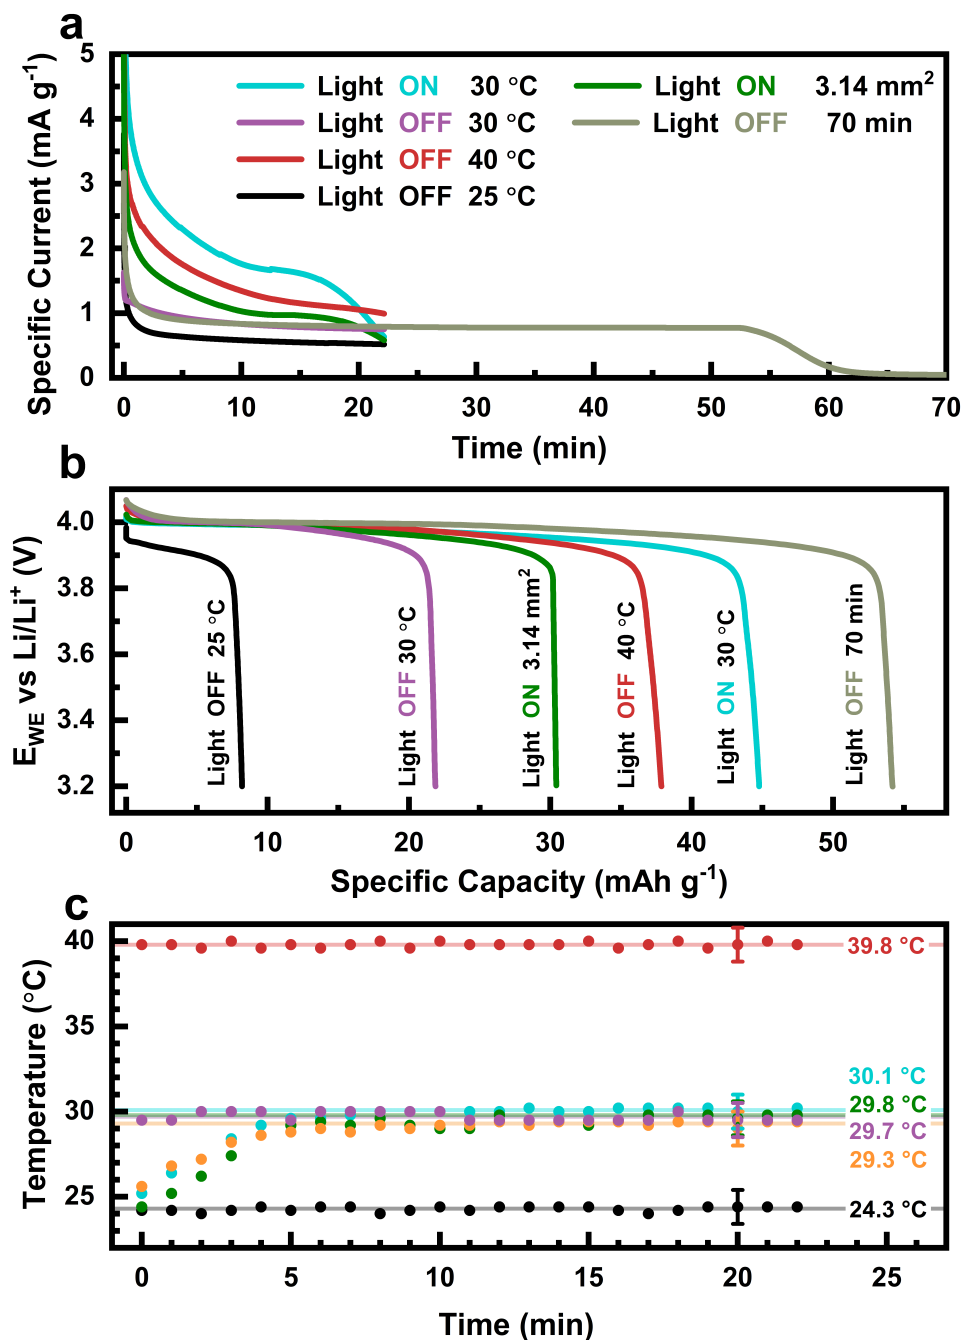 a
Specific Current (mA g-1)
5
4
3
2
1
0
Light ON 30 °C
Light OFF 30 °C
Light OFF 40 °C
Light OFF 25 °C
Light ON 3.14 mm2
Light OFF 70 min
0 10 20 30 40 50 60 70
Time (min)
b
EWE vs Li/Li+ (V)
4.0
3.8
3.6
3.4
3.2
Light OFF 25 °C
Light OFF 30 °C
Light ON 3.14 mm2
Light OFF 40 °C
Light ON 30 °C
Light OFF 70 min
0 10 20 30 40 50
Specific Capacity (mAh g-1)
c
Temperature (°C)
40
35
30
25
39.8 °C
30.1 °C
29.8 °C
29.7 °C
29.3 °C
24.3 °C
0 5 10 15 20 25
Time (min)